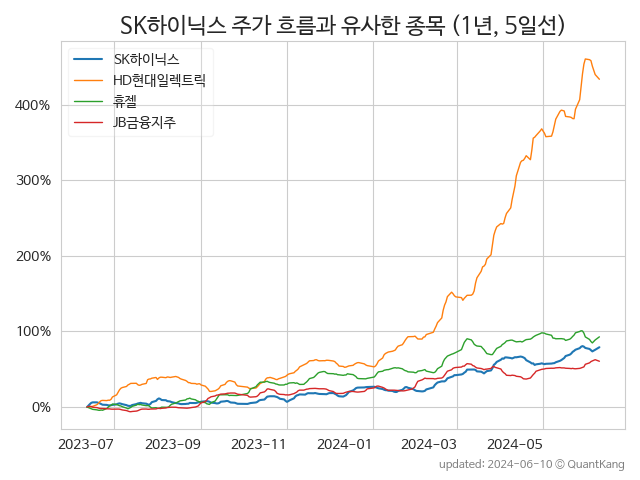 SK하이닉스 주가 흐름과 유사한 종목 (1년, 5일선)
SK하이닉스
HD현대일렉트릭
휴젤
JB금융지주
400%
300%
200%
100%
0%
2023-07 2023-09 2023-11 2024-01 2024-03 2024-05
updated: 2024-06-10 © QuantKang